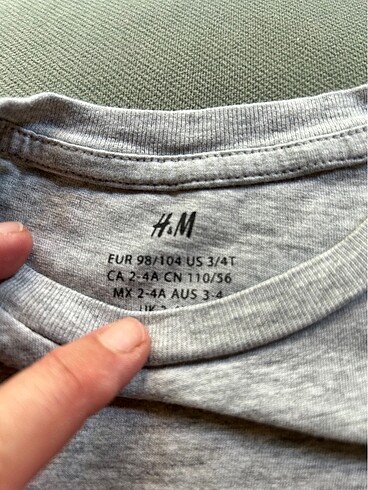 H&M
EUR 98/104 US 3/4T
CA 2-4A CN 110/56
MX 2-4A AUS 3-4